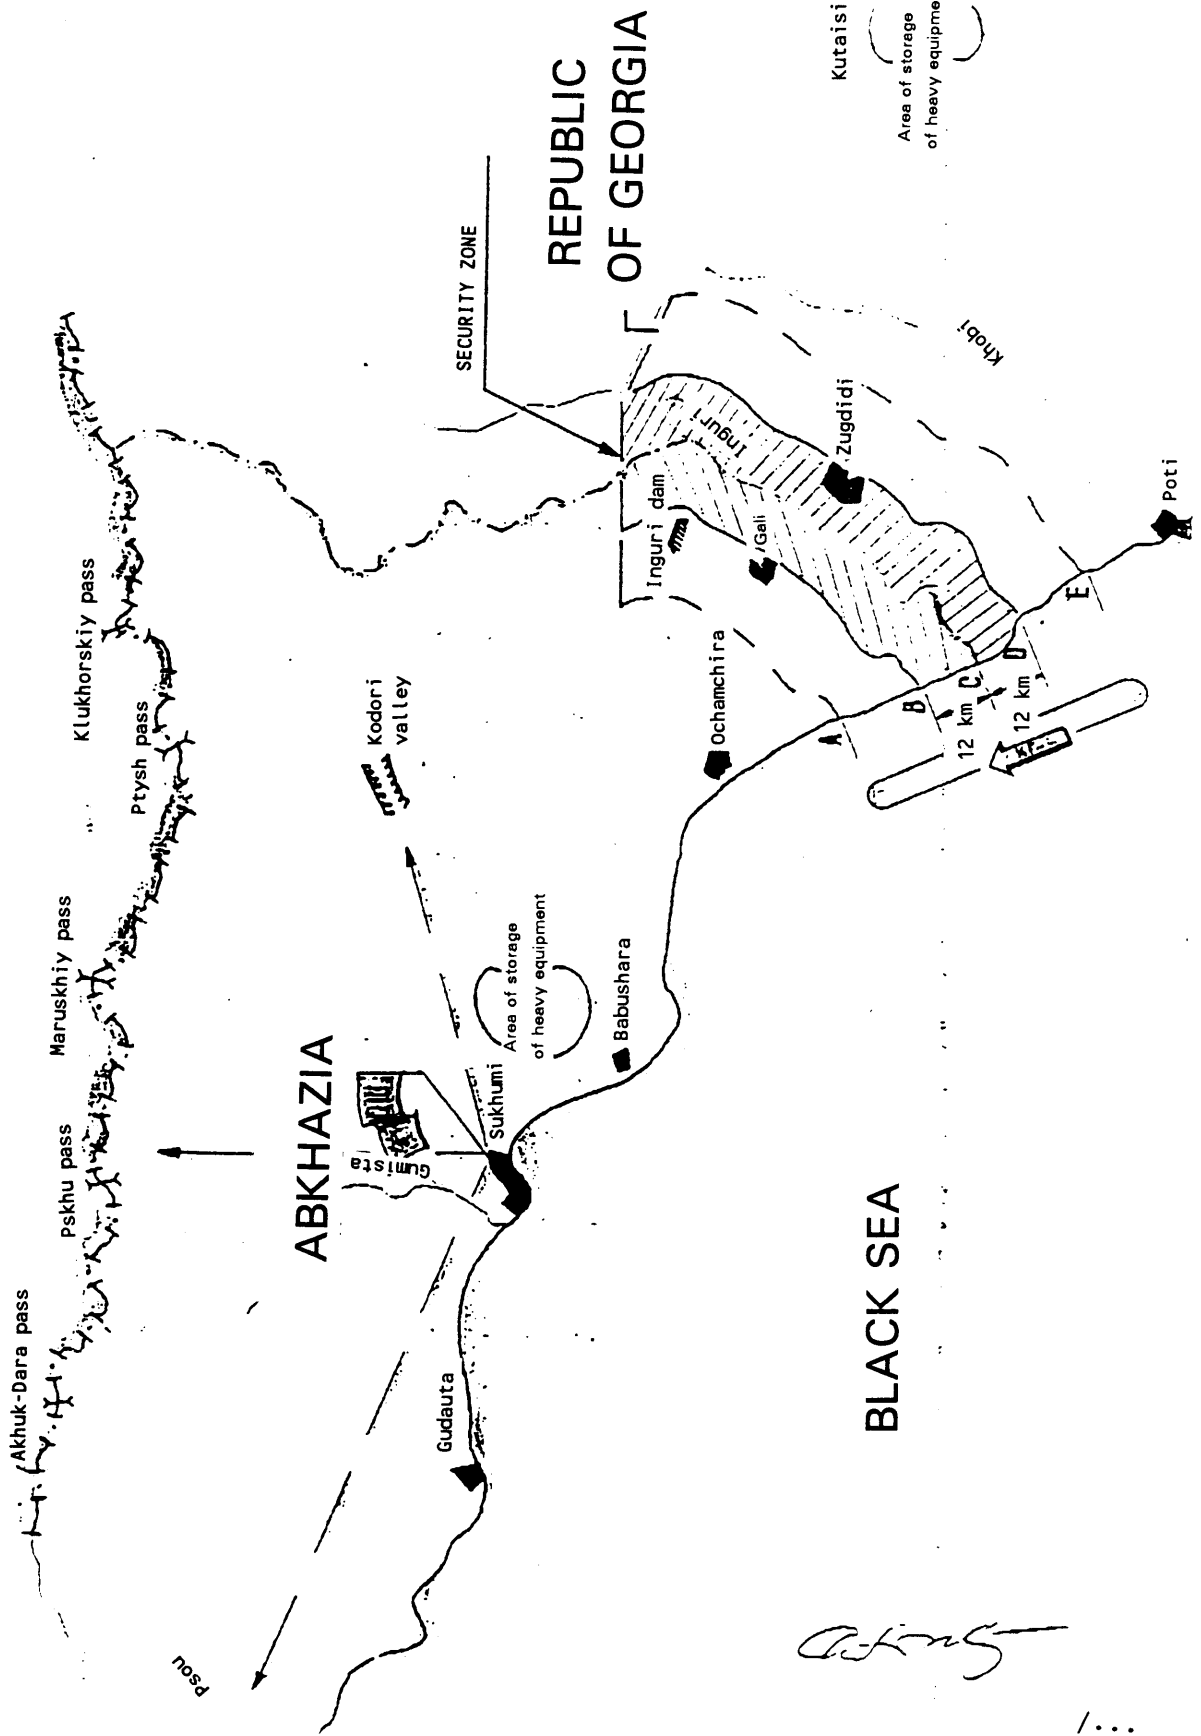 Akhuk-Dara pass
Pskhu pass
Maruskhiy pass
Ptysh pass
Klukhorskiy pass
Psou
ABKHAZIA
Gumista
Kodori
valley
SECURITY ZONE
REPUBLIC
OF GEORGIA
Gudauta
Sukhumi
Area of storage
of heavy equipment
Babushara
Ochamchira
Inguri dam
Inguri
Gali
Zugdidi
Khobi
Kutaisi
Area of storage
of heavy equipme
A
B
C
D
E
12 km
12 km
Poti
BLACK SEA
/...